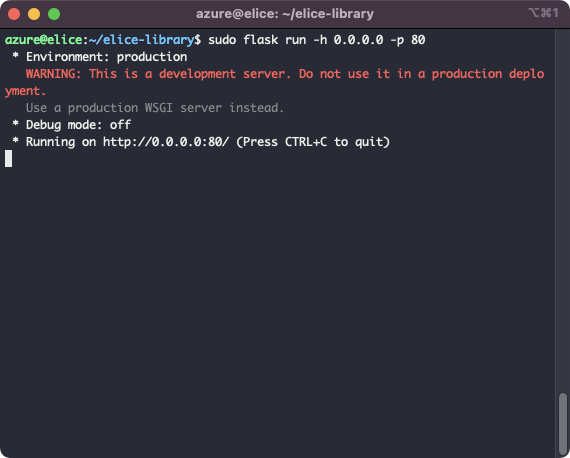 azure@elice: ~/elice-library
⌥⌘1
azure@elice:~/elice-library$ sudo flask run -h 0.0.0.0 -p 80
 * Environment: production
   WARNING: This is a development server. Do not use it in a production deplo
yment.
   Use a production WSGI server instead.
 * Debug mode: off
 * Running on http://0.0.0.0:80/ (Press CTRL+C to quit)